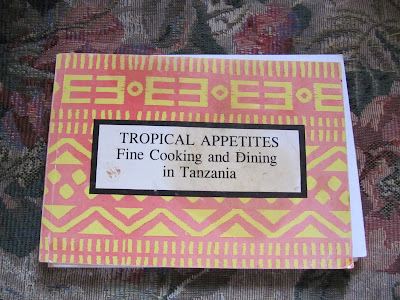 TROPICAL APPETITES
Fine Cooking and Dining
in Tanzania